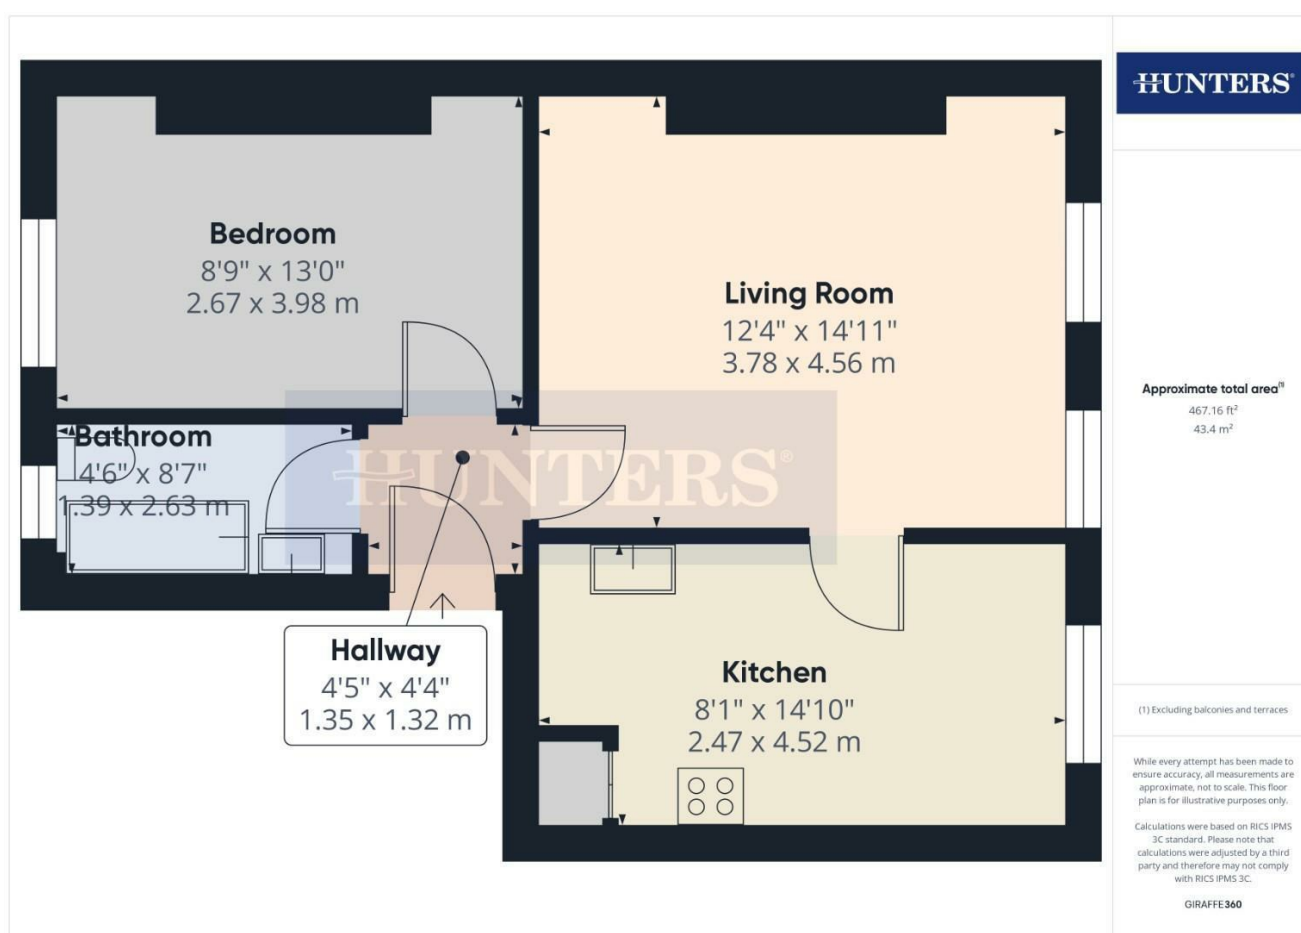 HUNTERS®
Bedroom
8'9" x 13'0"
2.67 x 3.98 m
Living Room
12'4" x 14'11"
3.78 x 4.56 m
Bathroom
4'6" x 8'7"
1.39 x 2.63 m
HUNTERS®
Hallway
4'5" x 4'4"
1.35 x 1.32 m
Kitchen
8'1" x 14'10"
2.47 x 4.52 m
Approximate total area(1)
467.16 ft²
43.4 m²
(1) Excluding balconies and terraces
While every attempt has been made to
ensure accuracy, all measurements are
approximate, not to scale. This floor
plan is for illustrative purposes only.
Calculations were based on RICS IPMS
3C standard. Please note that
calculations were adjusted by a third
party and therefore may not comply
with RICS IPMS 3C.
GIRAFFE360